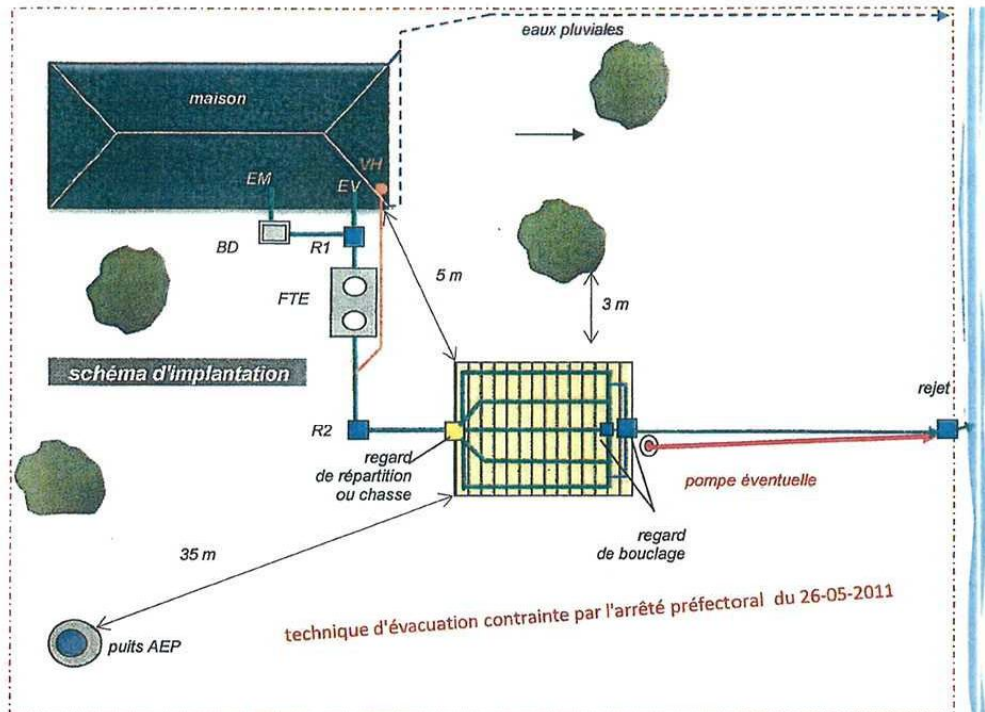 eaux pluviales
maison
VH
EM
EV
BD
R1
5 m
FTE
3 m
schéma d'implantation
rejet
R2
regard
de répartition
ou chasse
pompe éventuelle
regard
de bouclage
35 m
technique d'évacuation contrainte par l'arrêté préfectoral du 26-05-2011
puits AEP